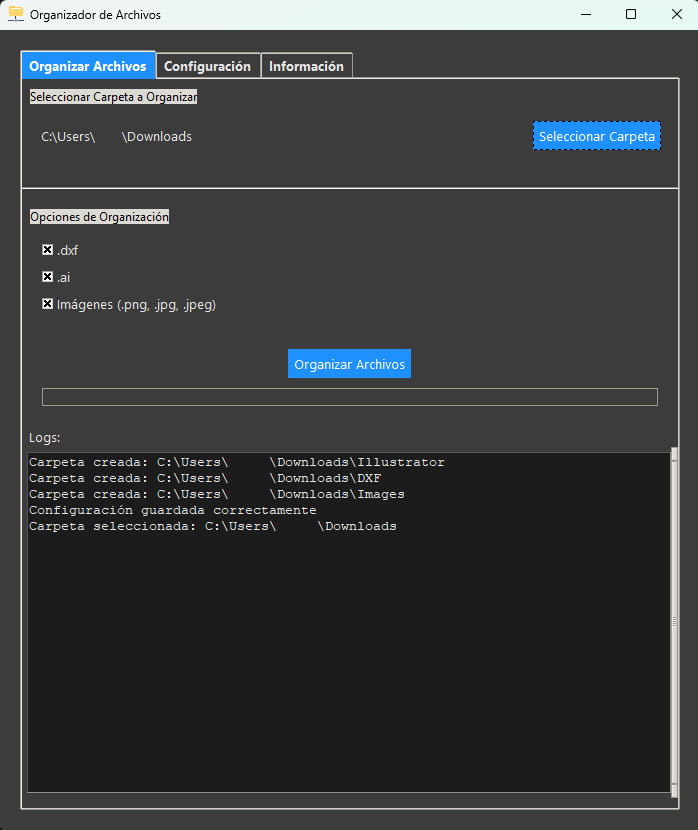 Organizador de Archivos
Organizar Archivos Configuración Información
Seleccionar Carpeta a Organizar
C:\Users\ \Downloads Seleccionar Carpeta
Opciones de Organización
.dxf
.ai
Imágenes (.png, .jpg, .jpeg)
Organizar Archivos
Logs:
Carpeta creada: C:\Users\ \Downloads\Illustrator
Carpeta creada: C:\Users\ \Downloads\DXF
Carpeta creada: C:\Users\ \Downloads\Images
Configuración guardada correctamente
Carpeta seleccionada: C:\Users\ \Downloads